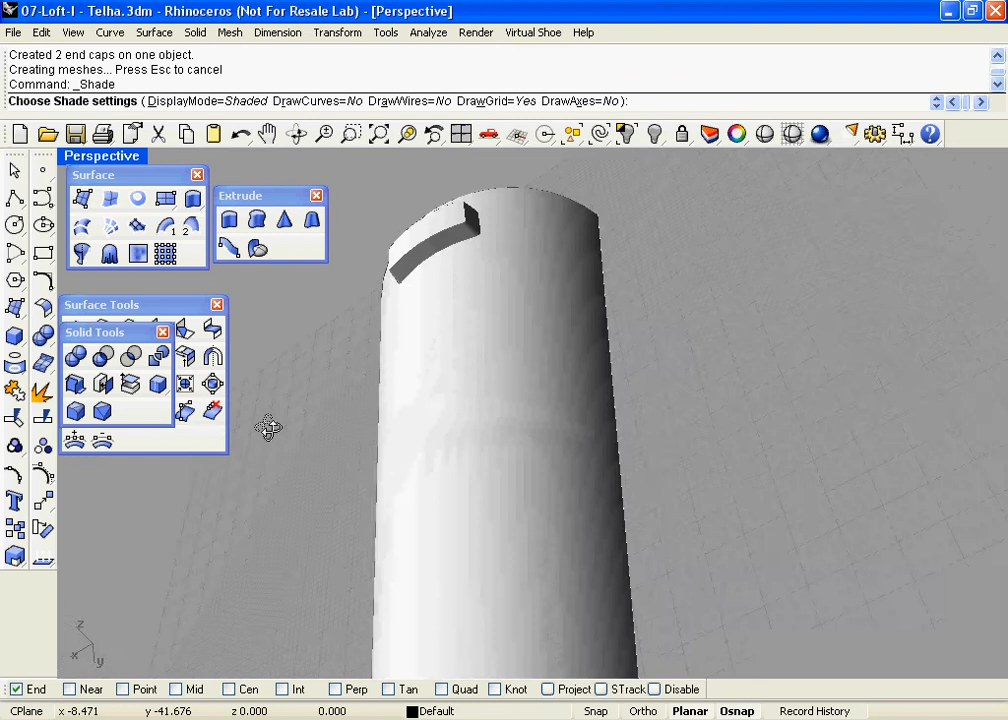 07-Loft-I - Telha.3dm - Rhinoceros (Not For Resale Lab) - [Perspective]
File Edit View Curve Surface Solid Mesh Dimension Transform Tools Analyze Render Virtual Shoe Help
Created 2 end caps on one object.
Creating meshes... Press Esc to cancel
Command: _Shade
Choose Shade settings ( DisplayMode=Shaded DrawCurves=No DrawWires=No DrawGrid=Yes DrawAxes=No):
Perspective
Surface
Extrude
1 2
Surface Tools
Solid Tools
z
x y
End Near Point Mid Cen Int Perp Tan Quad Knot Project STrack Disable
CPlane x -8.471 y -41.676 z 0.000 0.000 Default Snap Ortho Planar Osnap Record History